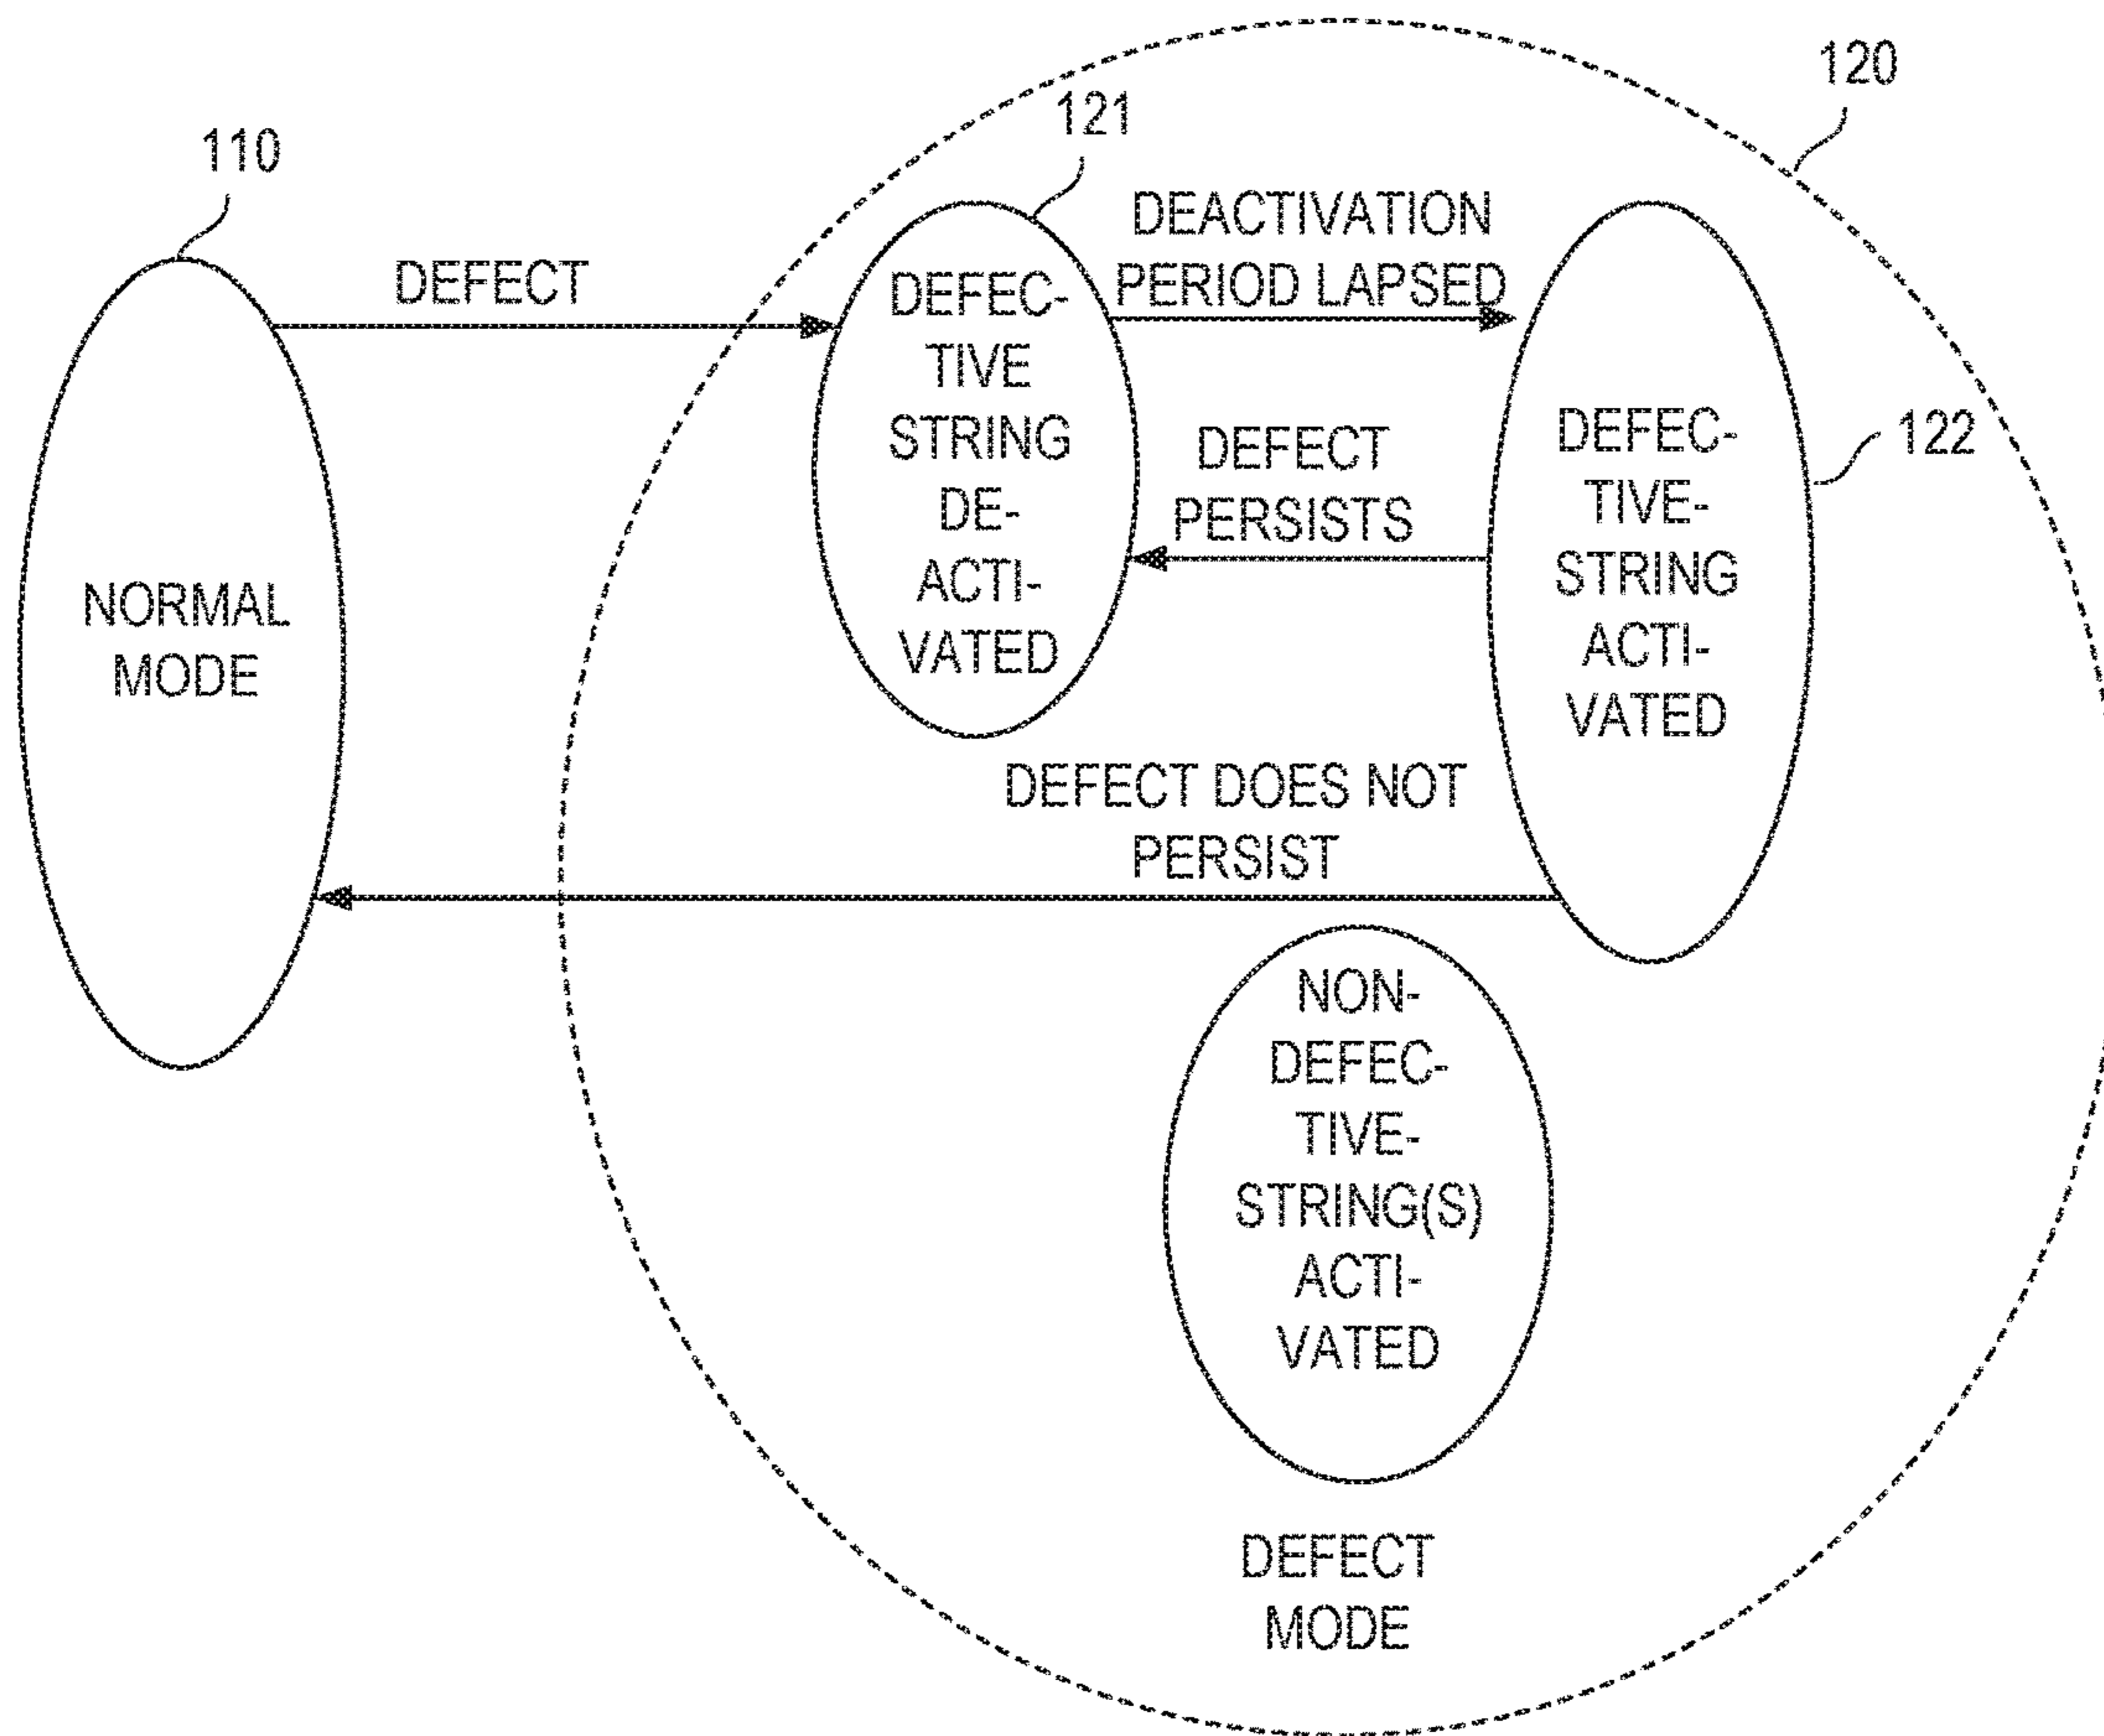 120
121
110
DEACTIVATION
PERIOD LAPSED
DEFECT
DEFEC-
TIVE
STRING
DE-
ACTI-
VATED
DEFECT
PERSISTS
DEFEC-
TIVE-
STRING
ACTI-
VATED
122
NORMAL
MODE
DEFECT DOES NOT
PERSIST
NON-
DEFEC-
TIVE-
STRING(S)
ACTI-
VATED
DEFECT
MODE